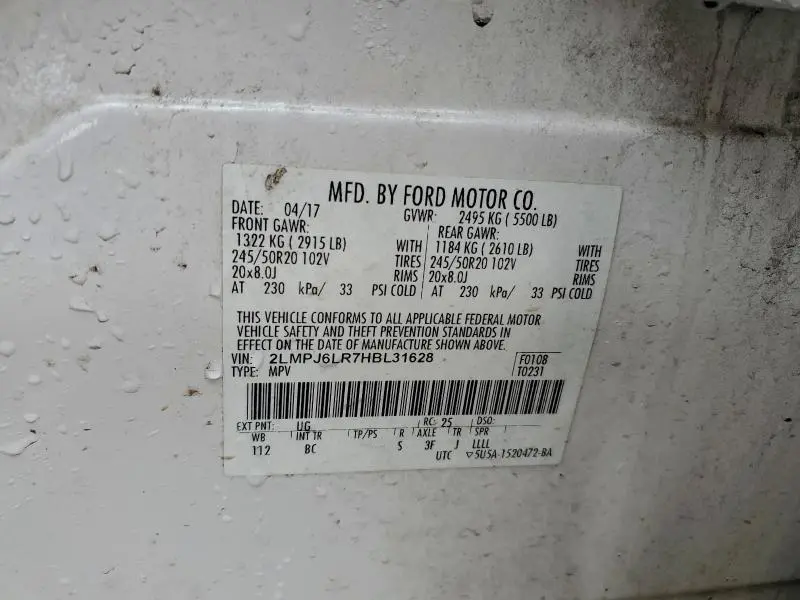 MFD. BY FORD MOTOR CO.
DATE: 04/17 GVWR: 2495 KG ( 5500 LB)
FRONT GAWR: REAR GAWR:
1322 KG ( 2915 LB) WITH 1184 KG ( 2610 LB) WITH
245/50R20 102V TIRES 245/50R20 102V TIRES
20x8.0J RIMS 20x8.0J RIMS
AT 230 kPa/ 33 PSI COLD AT 230 kPa/ 33 PSI COLD
THIS VEHICLE CONFORMS TO ALL APPLICABLE FEDERAL MOTOR
VEHICLE SAFETY AND THEFT PREVENTION STANDARDS IN
EFFECT ON THE DATE OF MANUFACTURE SHOWN ABOVE.
VIN: 2LMPJ6LR7HBL31628 F0108
TYPE: MPV T0231
EXT PNT: UG RC: 25 DSO:
WB INT TR TP/PS R AXLE TR SPR
112 BC S 3F J LLLL
UTC 5U5A-1520472-BA